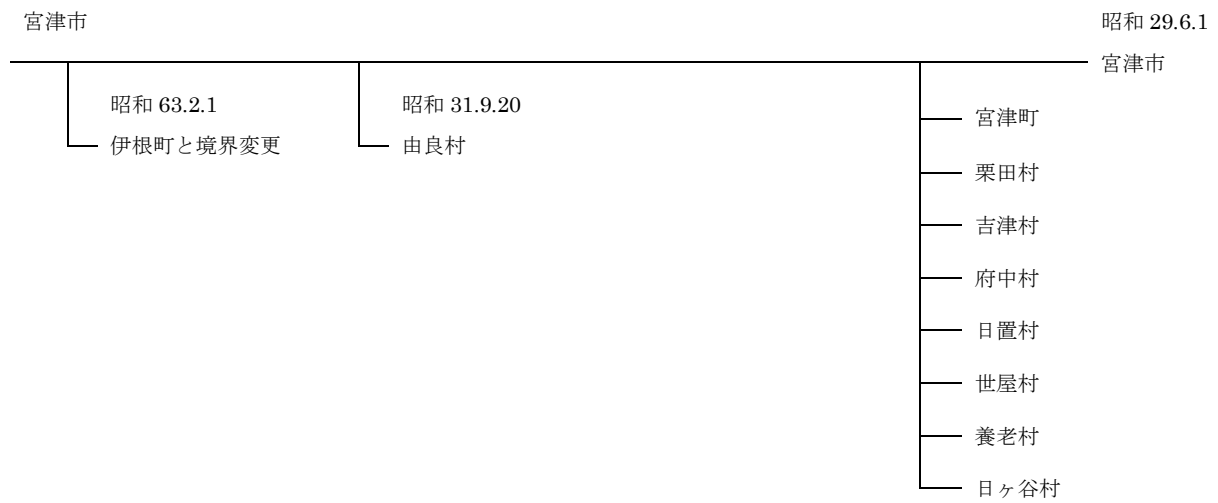 宮津市
昭和 29.6.1
宮津市
昭和 63.2.1
伊根町と境界変更
昭和 31.9.20
由良村
宮津町
栗田村
吉津村
府中村
日置村
世屋村
養老村
日ヶ谷村